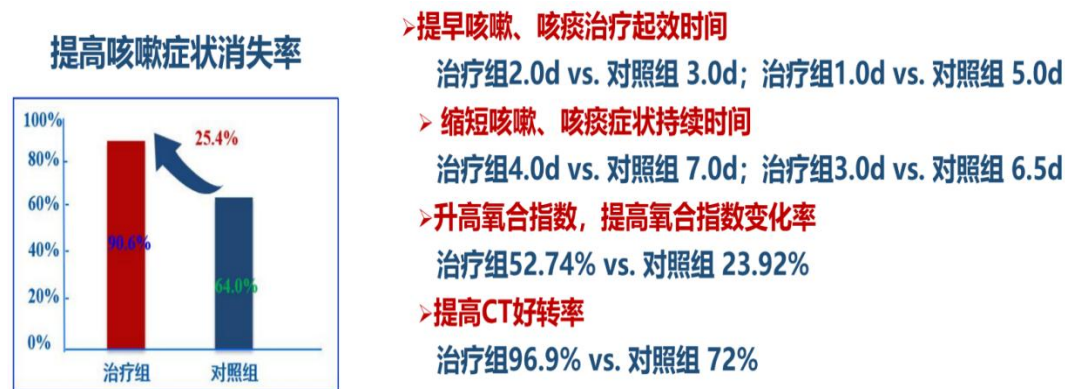 提高咳嗽症状消失率
100%
80%
60%
40%
20%
0%
25.4%
90.6%
64.0%
治疗组
对照组
➢提早咳嗽、咳痰治疗起效时间
治疗组2.0d vs. 对照组 3.0d；治疗组1.0d vs. 对照组 5.0d
➢ 缩短咳嗽、咳痰症状持续时间
治疗组4.0d vs. 对照组 7.0d；治疗组3.0d vs. 对照组 6.5d
➢升高氧合指数，提高氧合指数变化率
治疗组52.74% vs. 对照组 23.92%
➢提高CT好转率
治疗组96.9% vs. 对照组 72%